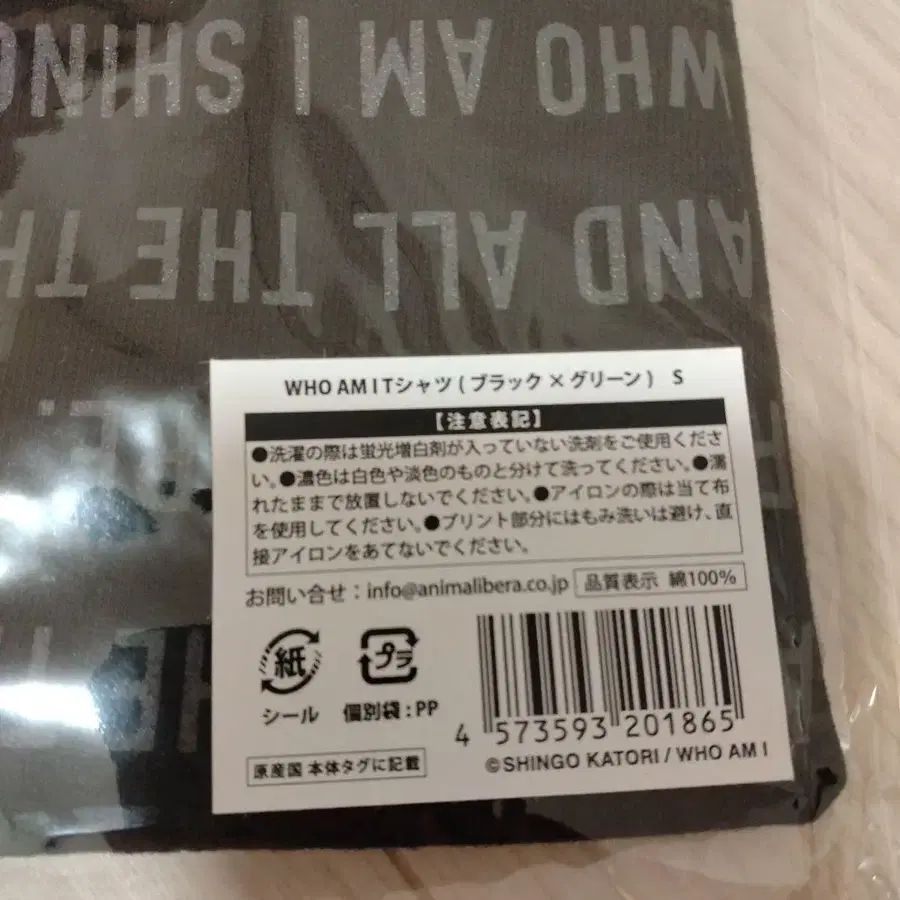 WHO AM I SHING
AND ALL THE TH
WHO AM I Tシャツ ( ブラック × グリーン ) S
【注意表記】
●洗濯の際は蛍光増白剤が入っていない洗剤をご使用くださ
い。●濃色は白色や淡色のものと分けて洗ってください。●濡
れたままで放置しないでください。●アイロンの際は当て布
を使用してください。●プリント部分にはもみ洗いは避け、直
接アイロンをあてないでください。
お問い合せ：info@animalibera.co.jp 品質表示 綿100%
紙 プラ
シール 個別袋：PP
4 573593 201865
原産国 本体タグに記載
©SHINGO KATORI / WHO AM I